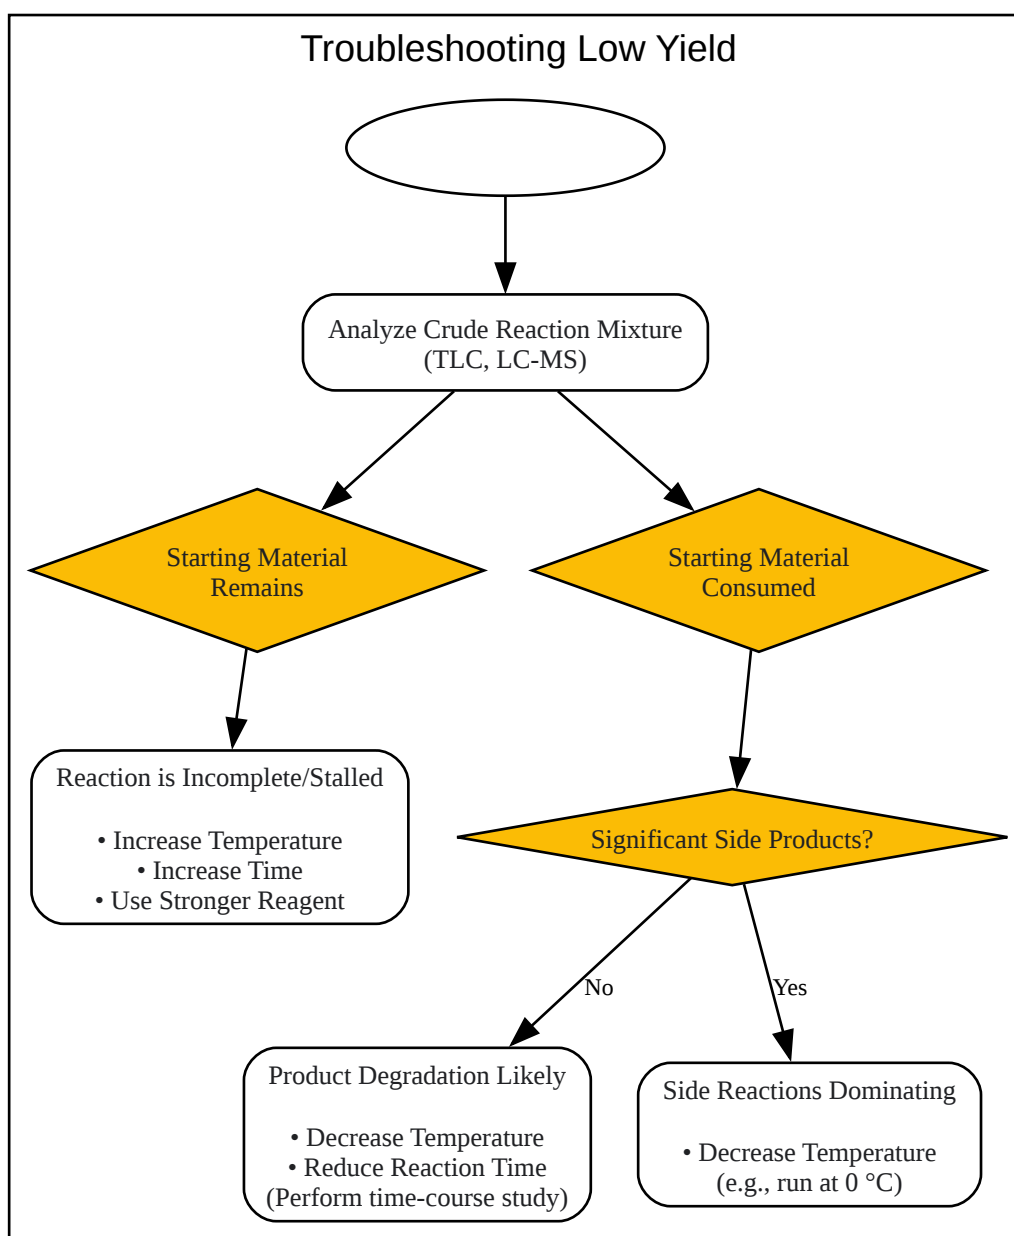 Troubleshooting Low Yield
Analyze Crude Reaction Mixture
(TLC, LC-MS)
Starting Material
Remains
Starting Material
Consumed
Reaction is Incomplete/Stalled
• Increase Temperature
• Increase Time
• Use Stronger Reagent
Significant Side Products?
No
Yes
Product Degradation Likely
• Decrease Temperature
• Reduce Reaction Time
(Perform time-course study)
Side Reactions Dominating
• Decrease Temperature
(e.g., run at 0 °C)